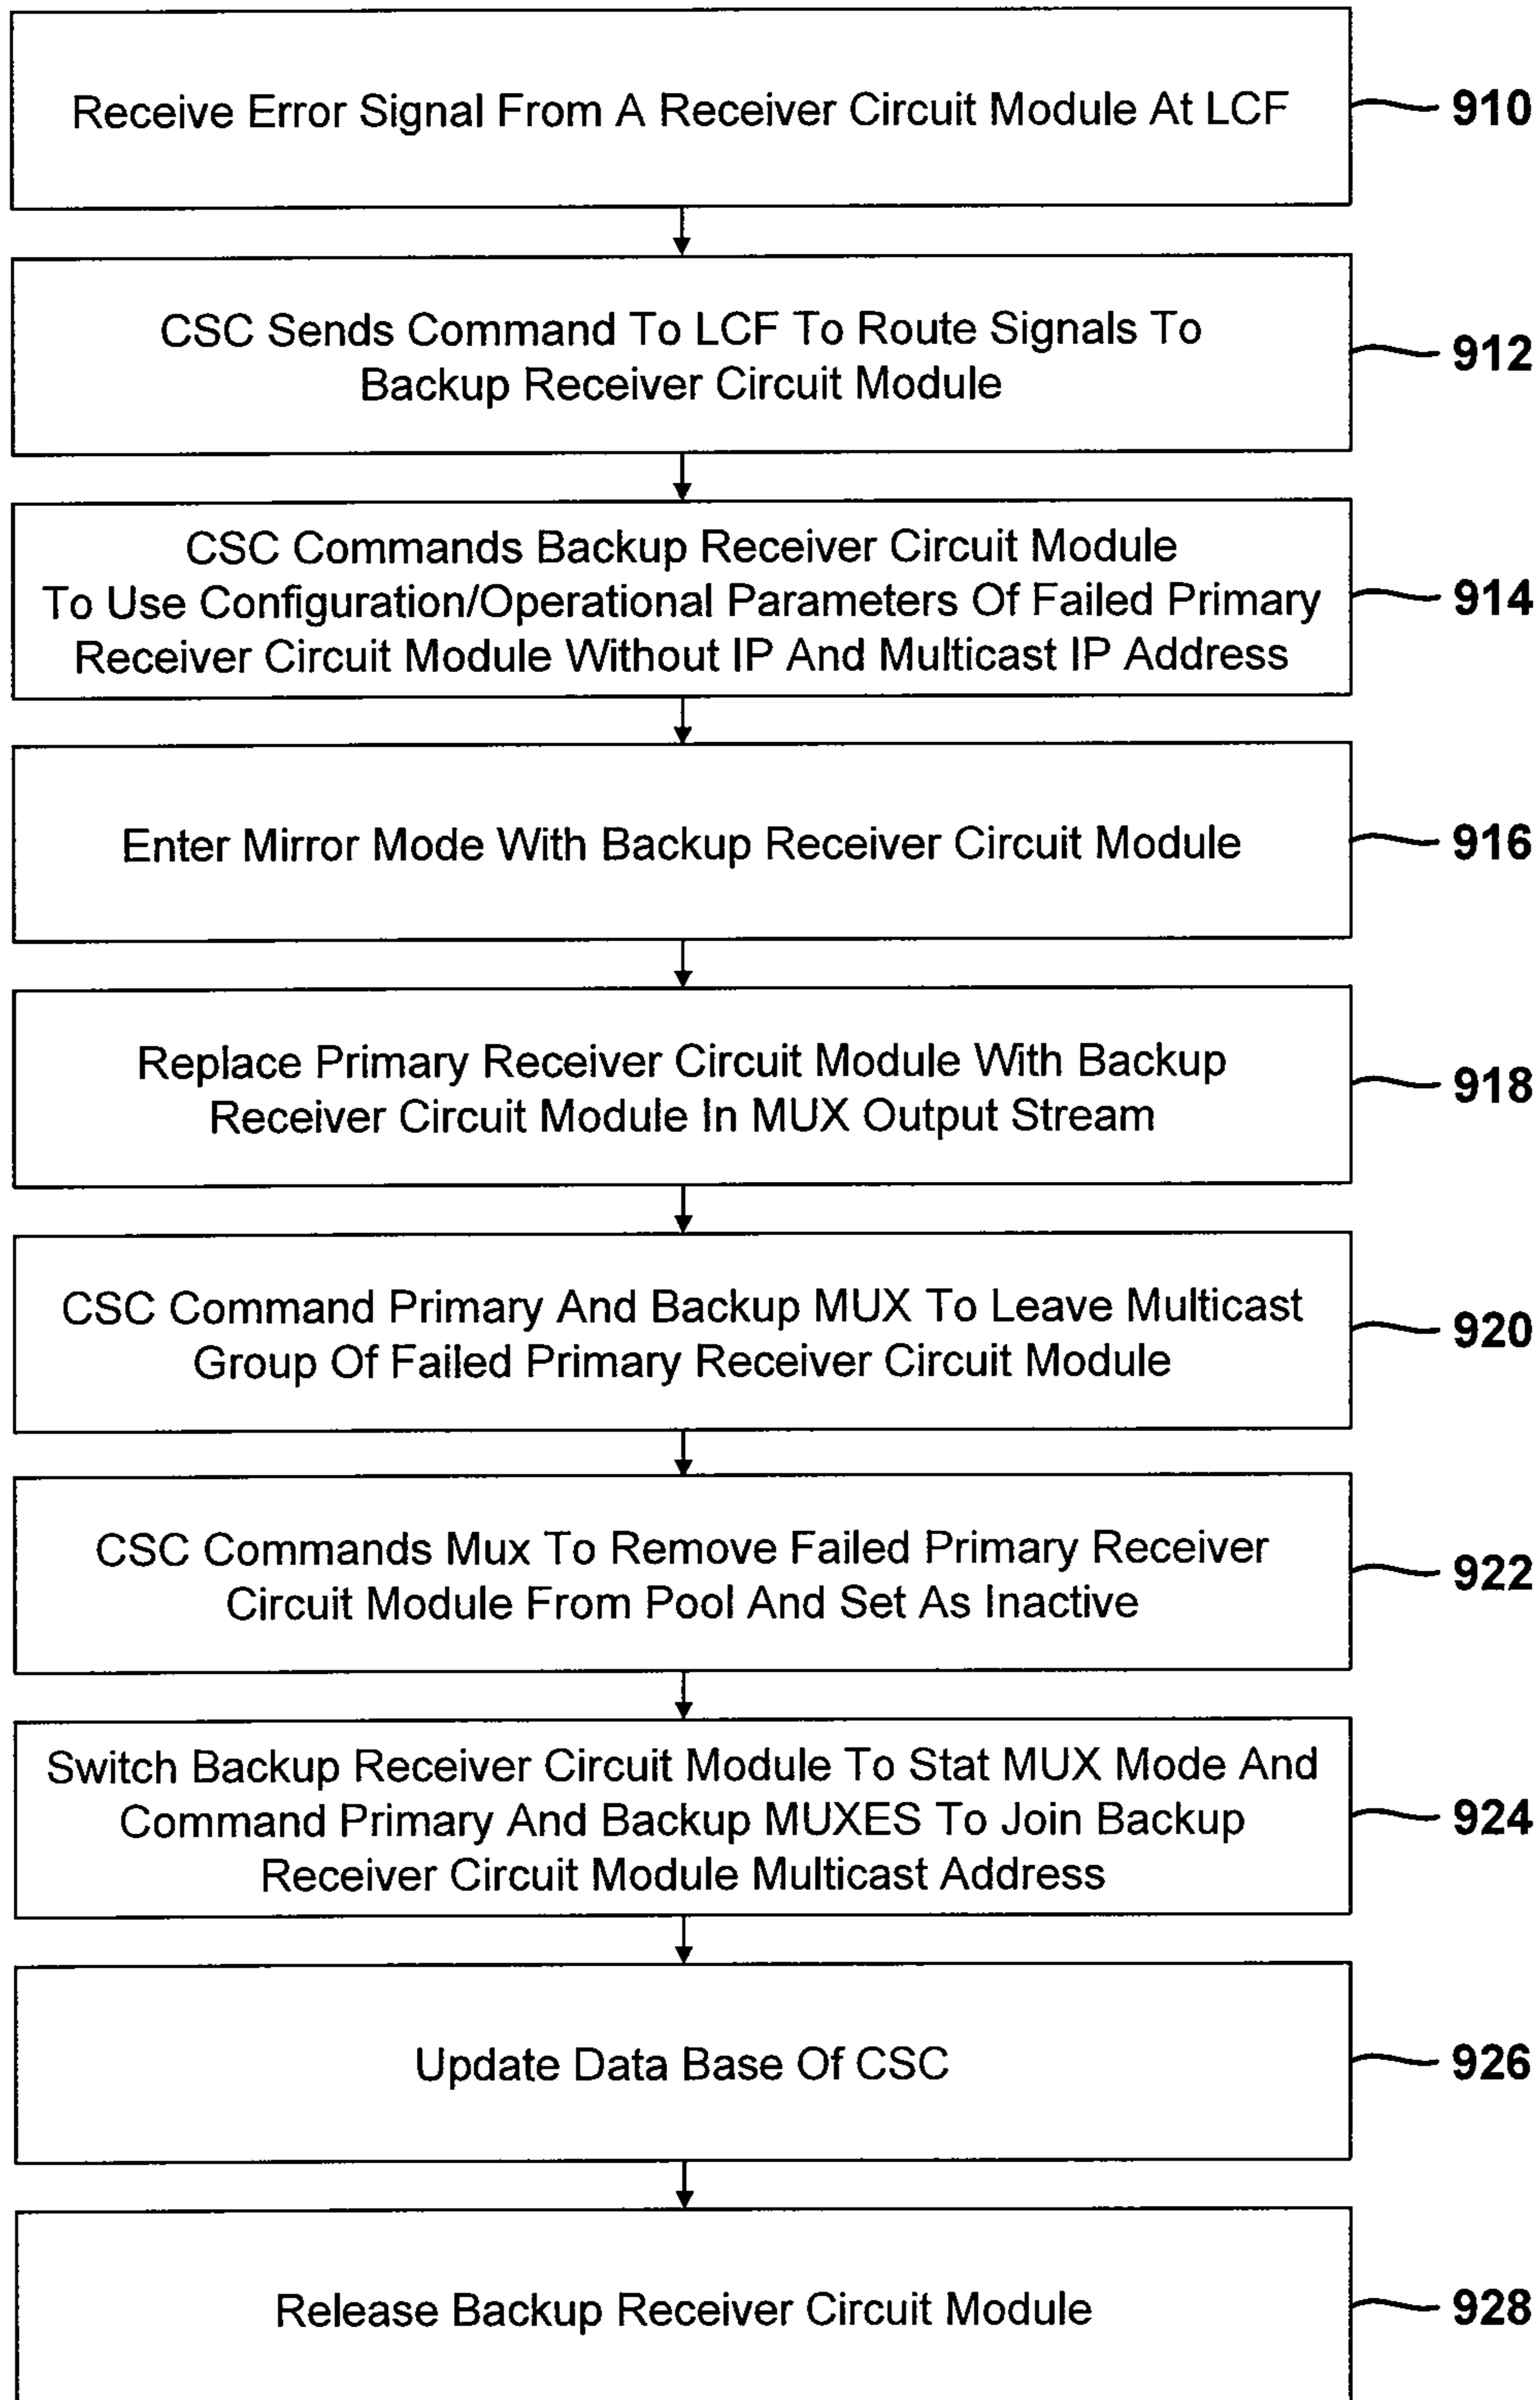 Receive Error Signal From A Receiver Circuit Module At LCF
910
CSC Sends Command To LCF To Route Signals To
Backup Receiver Circuit Module
912
CSC Commands Backup Receiver Circuit Module
To Use Configuration/Operational Parameters Of Failed Primary
Receiver Circuit Module Without IP And Multicast IP Address
914
Enter Mirror Mode With Backup Receiver Circuit Module
916
Replace Primary Receiver Circuit Module With Backup
Receiver Circuit Module In MUX Output Stream
918
CSC Command Primary And Backup MUX To Leave Multicast
Group Of Failed Primary Receiver Circuit Module
920
CSC Commands Mux To Remove Failed Primary Receiver
Circuit Module From Pool And Set As Inactive
922
Switch Backup Receiver Circuit Module To Stat MUX Mode And
Command Primary And Backup MUXES To Join Backup
Receiver Circuit Module Multicast Address
924
Update Data Base Of CSC
926
Release Backup Receiver Circuit Module
928